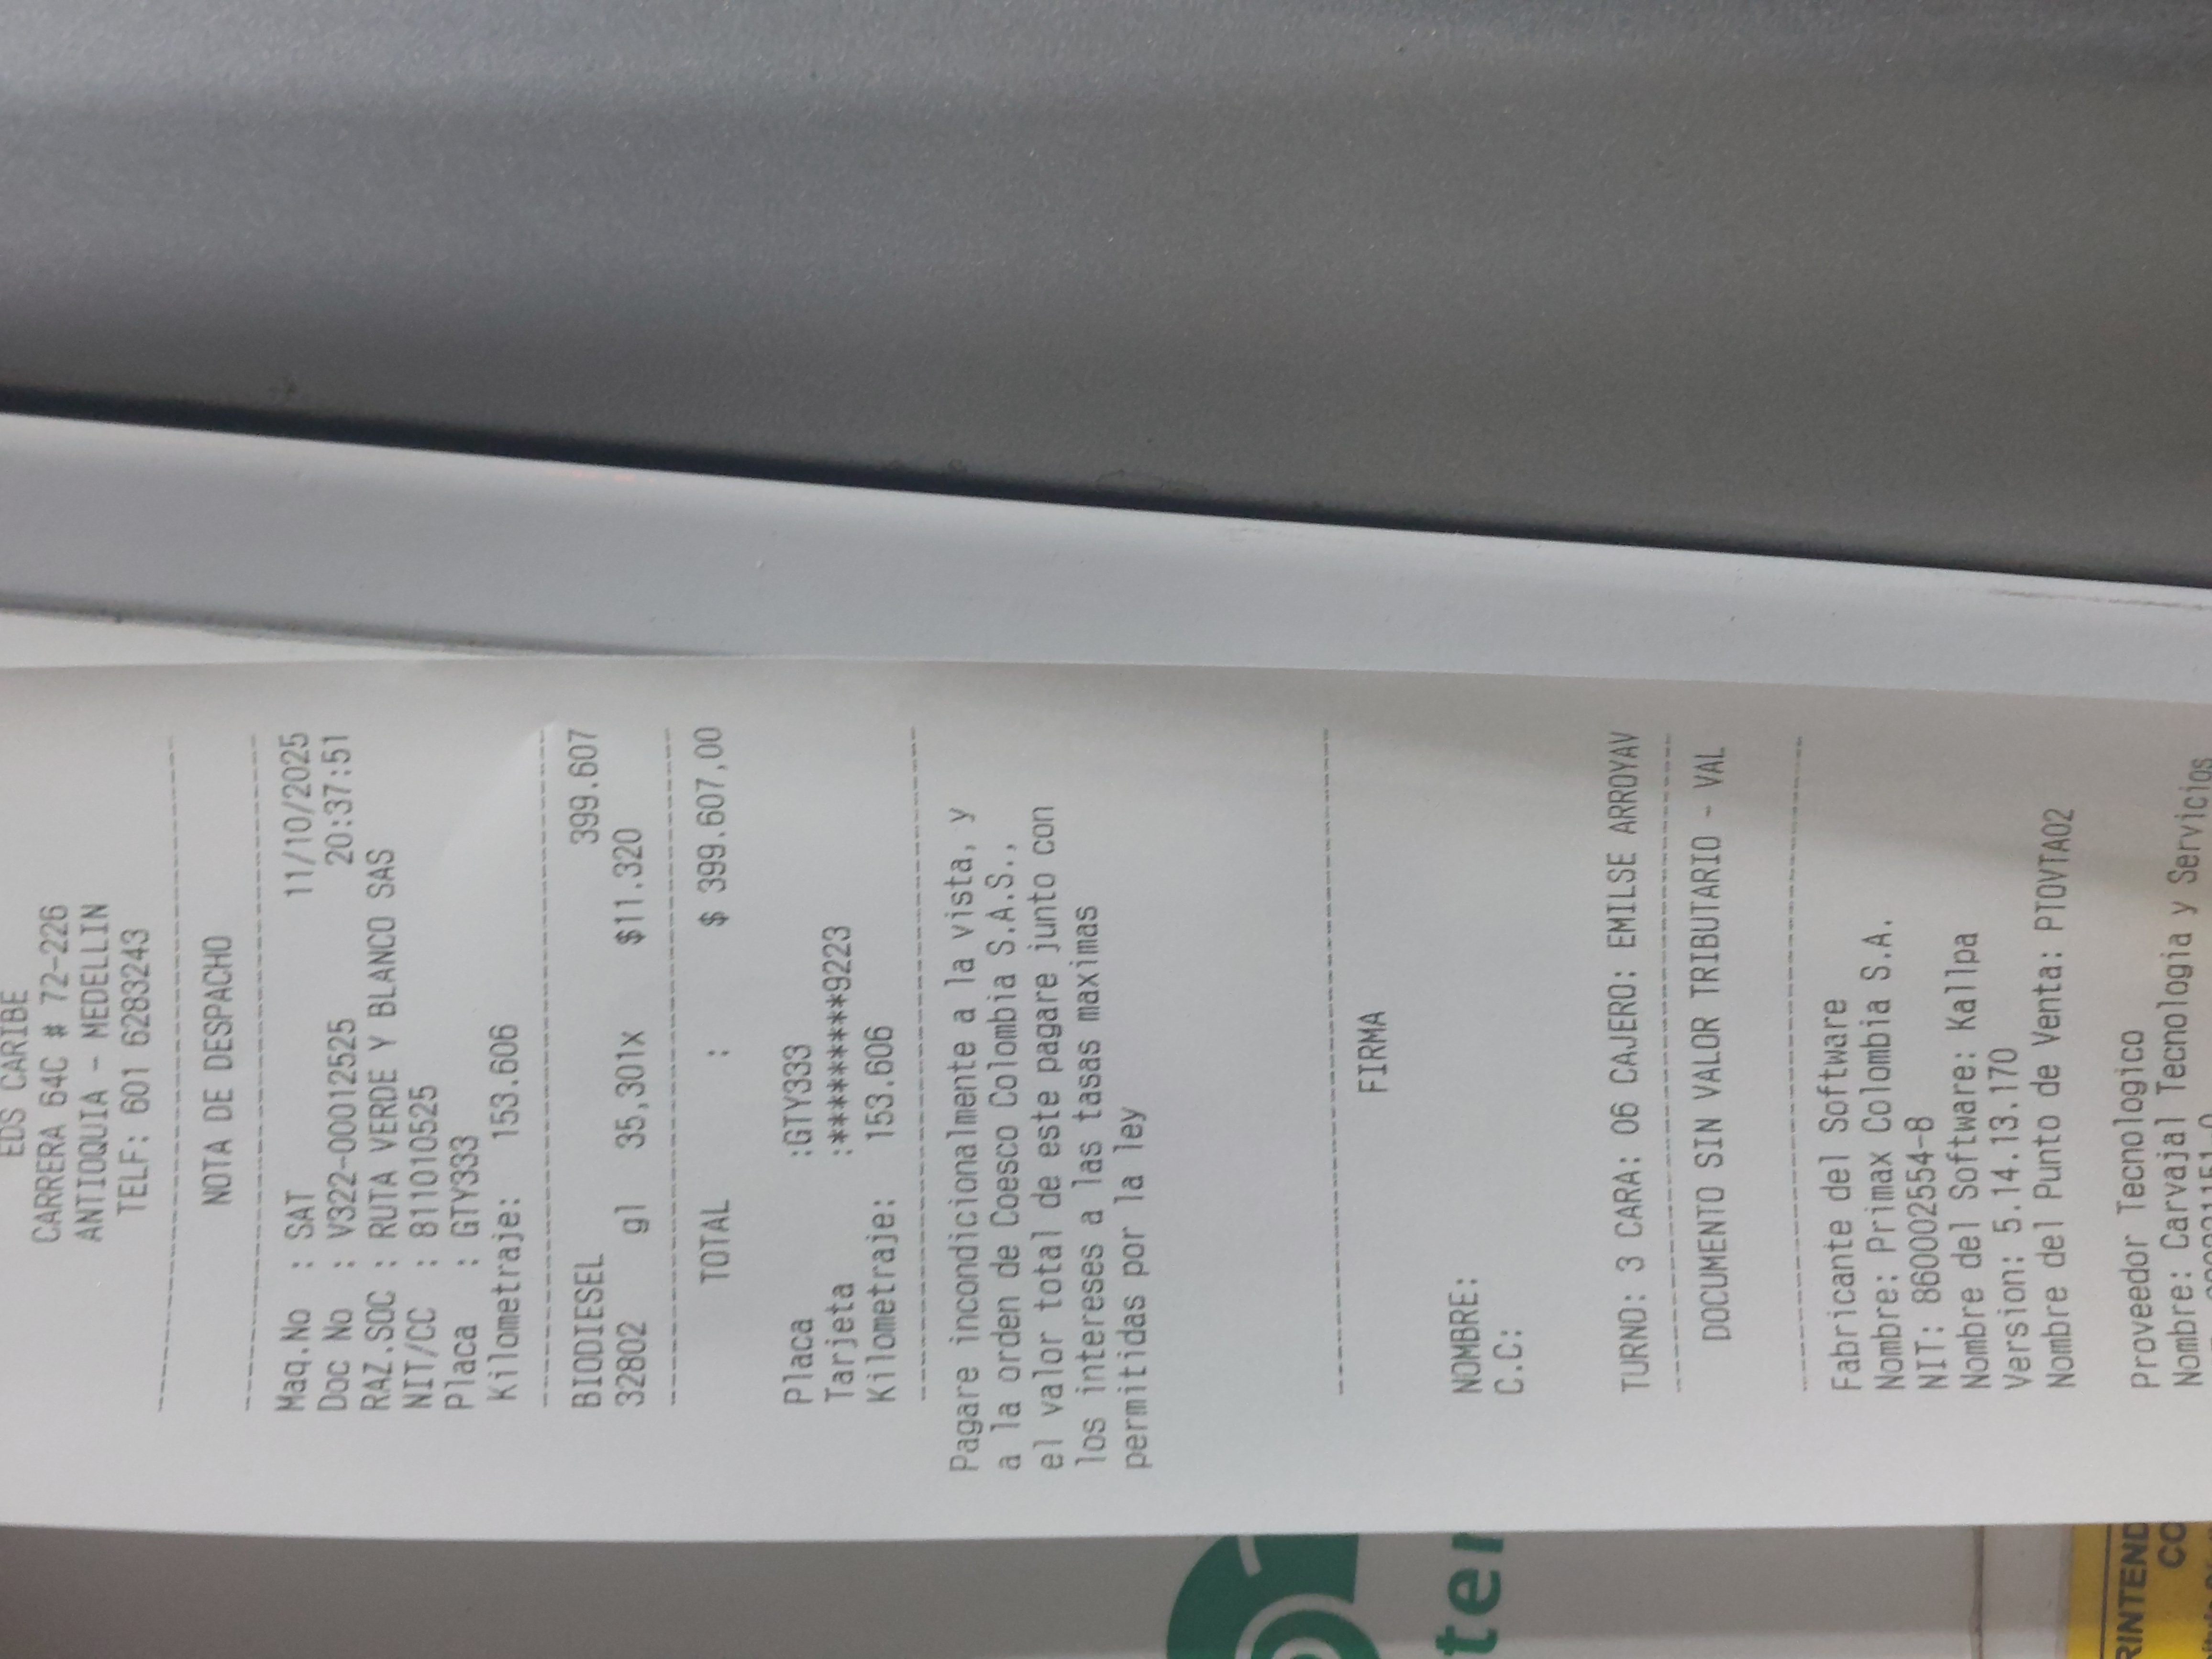 EDS CARIBE
CARRERA 64C # 72-226
ANTIOQUIA - MEDELLIN
TELF: 601 6283243
NOTA DE DESPACHO
Maq.No : SAT 11/10/2025
Doc No : V322-00012525 20:37:51
RAZ.SOC : RUTA VERDE Y BLANCO SAS
NIT/CC : 811010525
Placa : GTY333
Kilometraje: 153.606
BIODIESEL 399.607
32802 gl 35,301x $11.320
TOTAL : $ 399.607,00
Placa :GTY333
Tarjeta :********9223
Kilometraje: 153.606
Pagare incondicionalmente a la vista, y
a la orden de Coesco Colombia S.A.S.,
el valor total de este pagare junto con
los intereses a las tasas maximas
permitidas por la ley
FIRMA
NOMBRE:
C.C:
TURNO: 3 CARA: 06 CAJERO: EMILSE ARROYAV
DOCUMENTO SIN VALOR TRIBUTARIO - VAL
Fabricante del Software
Nombre: Primax Colombia S.A.
NIT: 860002554-8
Nombre del Software: Kallpa
Version: 5.14.13.170
Nombre del Punto de Venta: PTOVTA02
Proveedor Tecnologico
Nombre: Carvajal Tecnologia y Servicios
ter
RINTEND
CO